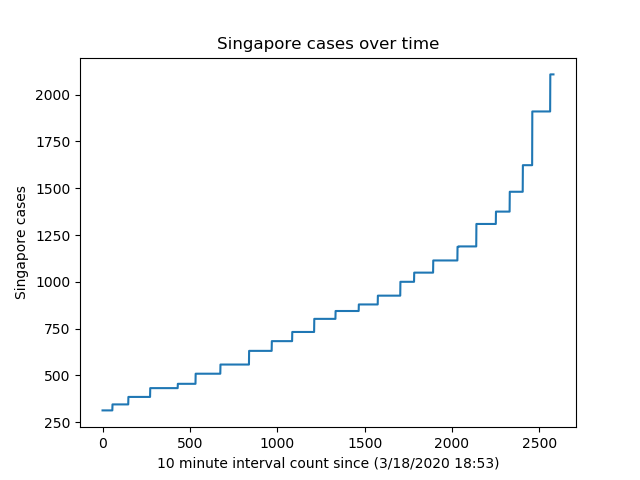 Singapore cases over time
2000
1750
1500
1250
1000
750
500
250
Singapore cases
0 500 1000 1500 2000 2500
10 minute interval count since (3/18/2020 18:53)